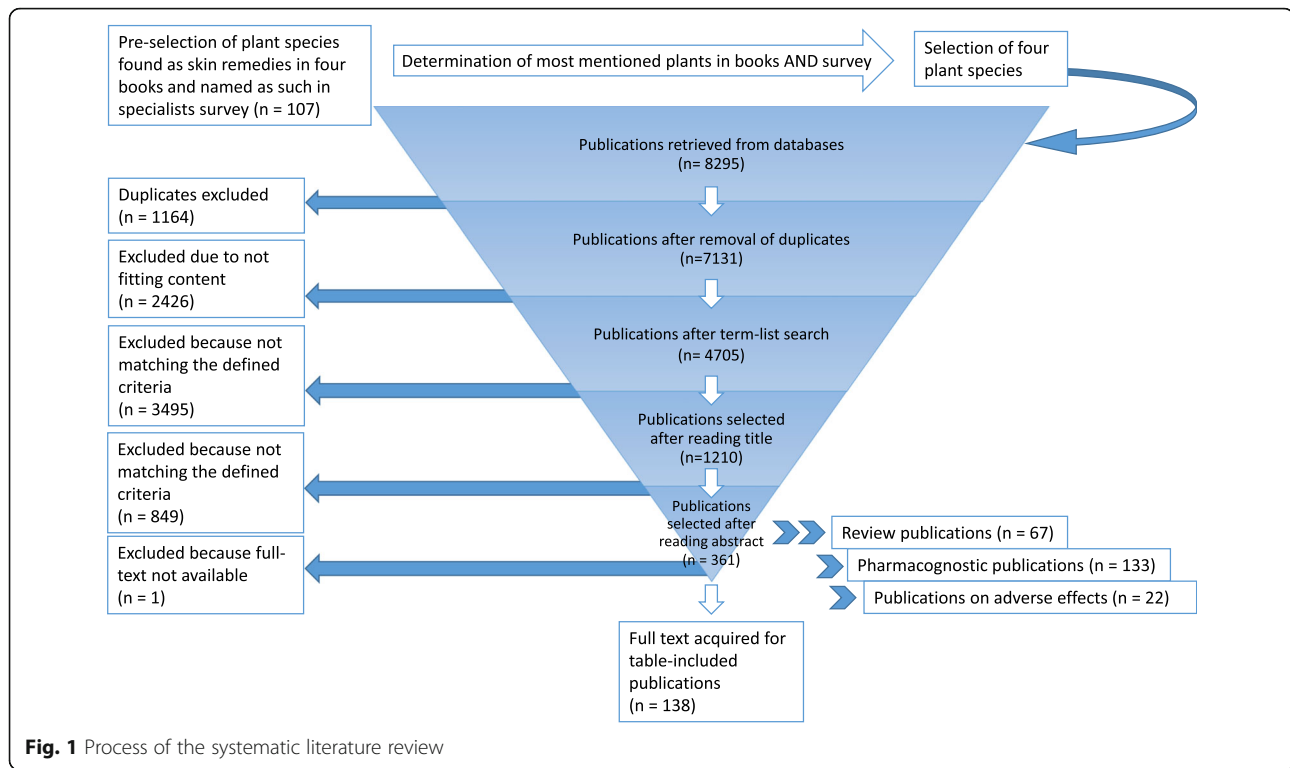 Pre-selection of plant species
found as skin remedies in four
books and named as such in
specialists survey (n = 107)
Determination of most mentioned plants in books AND survey
Selection of four
plant species
Publications retrieved from databases
(n= 8295)
Duplicates excluded
(n = 1164)
Publications after removal of duplicates
(n=7131)
Excluded due to not
fitting content
(n = 2426)
Publications after term-list search
(n= 4705)
Excluded because not
matching the defined
criteria
(n = 3495)
Publications selected
after reading title
(n=1210)
Excluded because not
matching the defined
criteria
(n = 849)
Publications
selected after
reading abstract
(n = 361)
Review publications (n = 67)
Pharmacognostic publications (n = 133)
Publications on adverse effects (n = 22)
Excluded because full-
text not available
(n = 1)
Full text acquired for
table-included
publications
(n = 138)
Fig. 1 Process of the systematic literature review